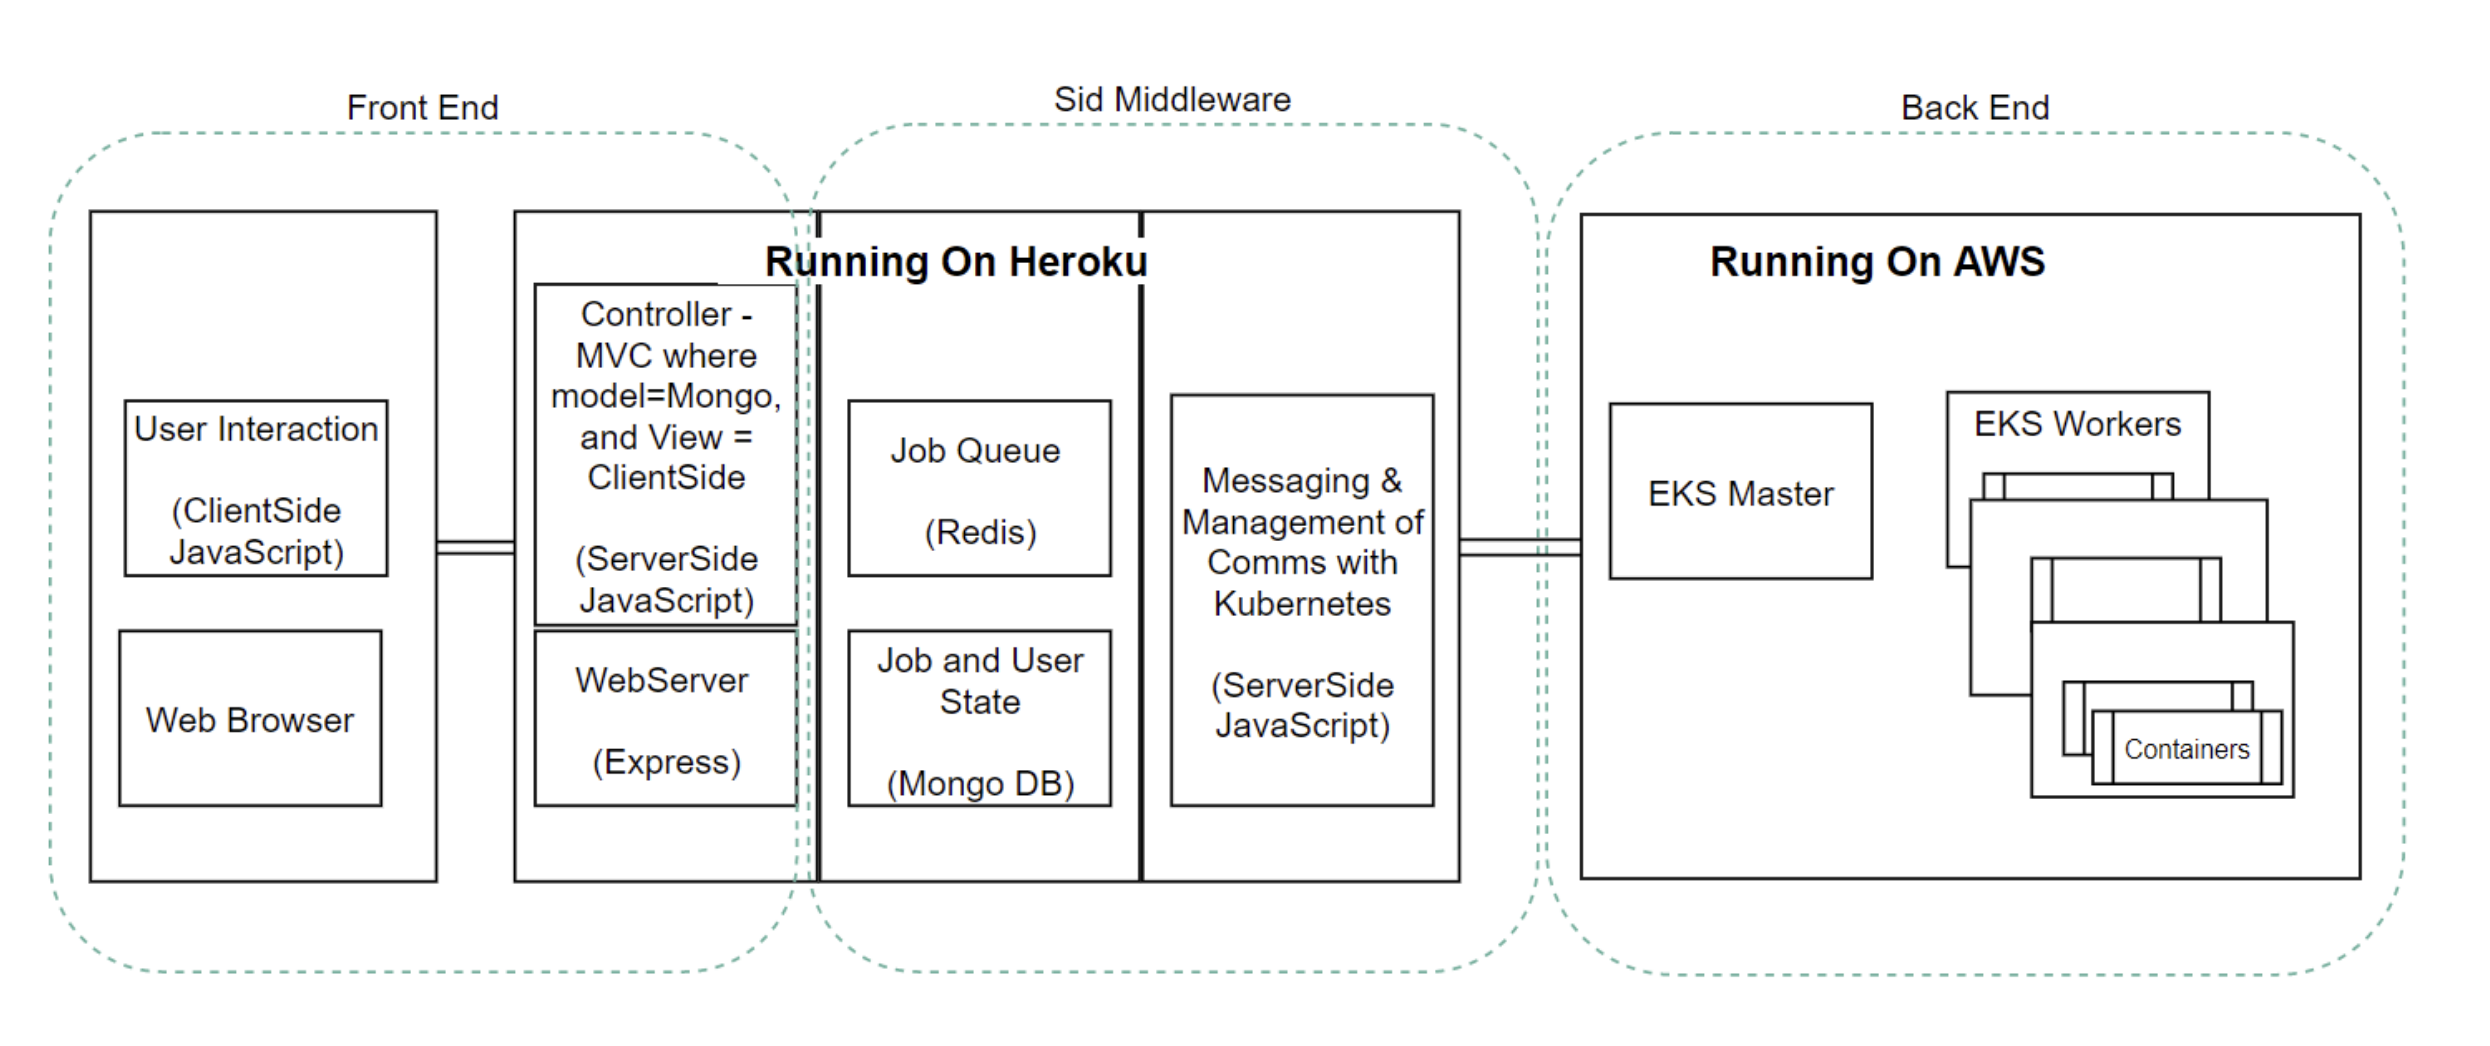 Front End
Sid Middleware
Back End
Running On Heroku
Running On AWS
User Interaction
(ClientSide
JavaScript)
Web Browser
Controller -
MVC where
model=Mongo,
and View =
ClientSide
(ServerSide
JavaScript)
WebServer
(Express)
Job Queue
(Redis)
Job and User
State
(Mongo DB)
Messaging &
Management of
Comms with
Kubernetes
(ServerSide
JavaScript)
EKS Master
EKS Workers
Containers